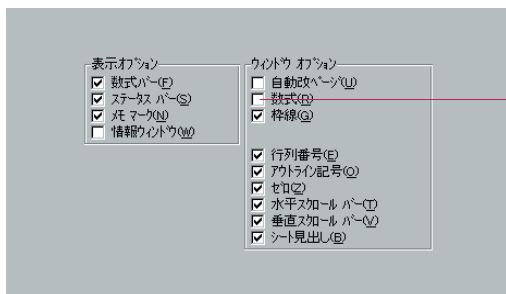 表示オプション
数式バー(F)
ステータス バー(S)
メモ マーク(N)
情報ウィンドウ(W)
ウィンドウ オプション
自動改ページ(U)
数式(R)
枠線(G)
行列番号(E)
アウトライン記号(O)
ゼロ(Z)
水平スクロール バー(T)
垂直スクロール バー(V)
シート見出し(B)